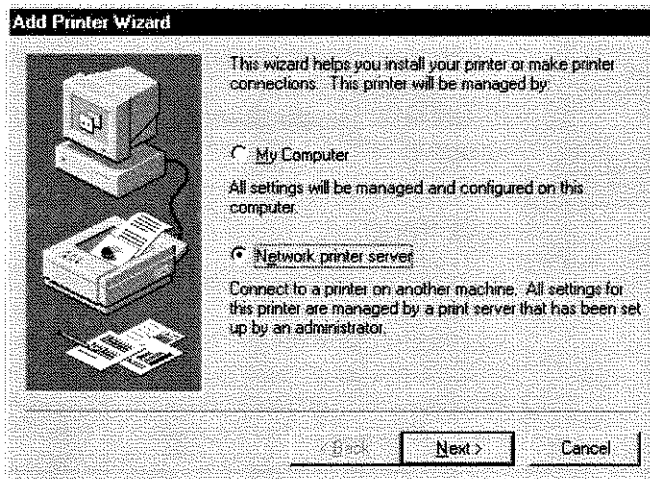 Add Printer Wizard
This wizard helps you install your printer or make printer
connections. This printer will be managed by:
My Computer
All settings will be managed and configured on this
computer.
Network printer server
Connect to a printer on another machine. All settings for
this printer are managed by a print server that has been set
up by an administrator.
< Back
Next >
Cancel